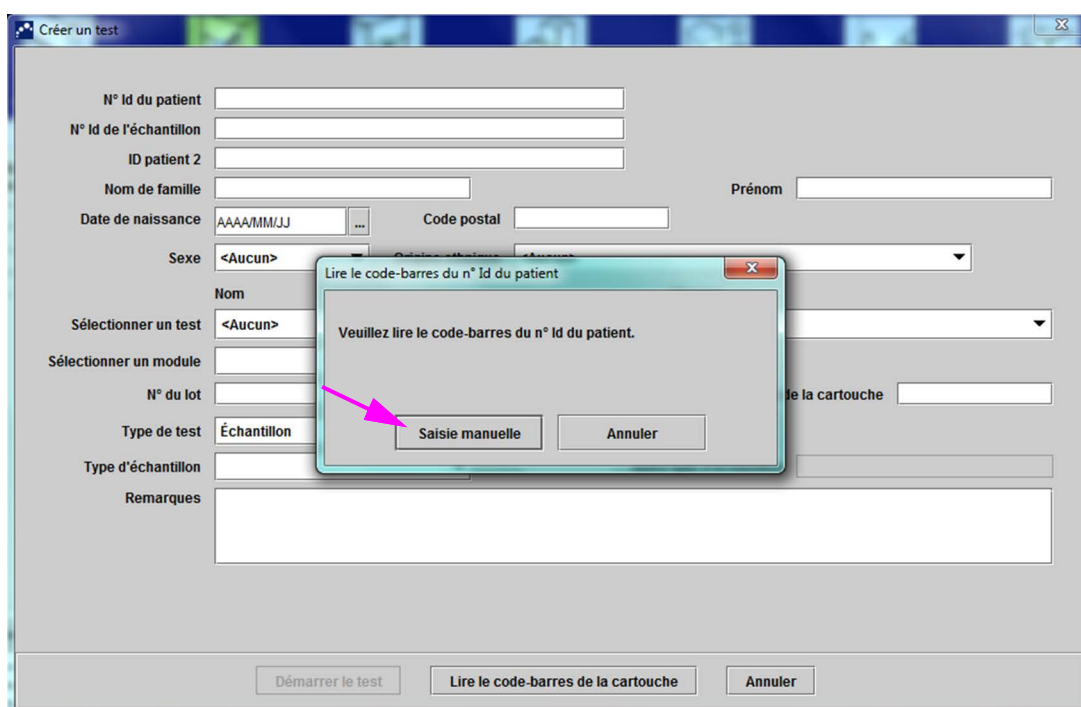 Créer un test
N° Id du patient
N° Id de l'échantillon
ID patient 2
Nom de famille
Prénom
Date de naissance AAAA/MM/JJ ... Code postal
Sexe <Aucun>
Lire le code-barres du n° Id du patient
Nom
Veuillez lire le code-barres du n° Id du patient.
Sélectionner un test <Aucun>
Sélectionner un module
N° du lot
de la cartouche
Saisie manuelle Annuler
Type de test Échantillon
Type d'échantillon
Remarques
Démarrer le test Lire le code-barres de la cartouche Annuler